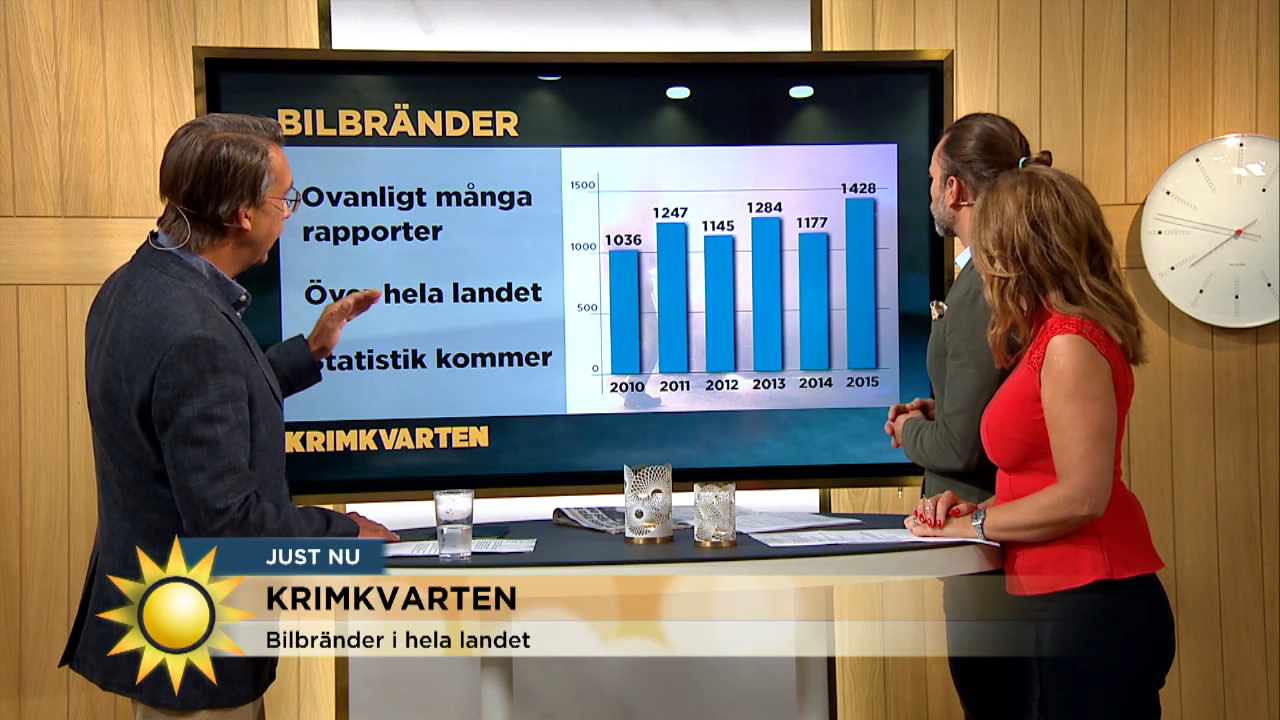 BILBRÄNDER
Ovanligt många
rapporter
Över hela landet
Statistik kommer
1500
1000
500
0
1036
1247
1145
1284
1177
1428
2010
2011
2012
2013
2014
2015
KRIMKVARTEN
JUST NU
KRIMKVARTEN
Bilbränder i hela landet